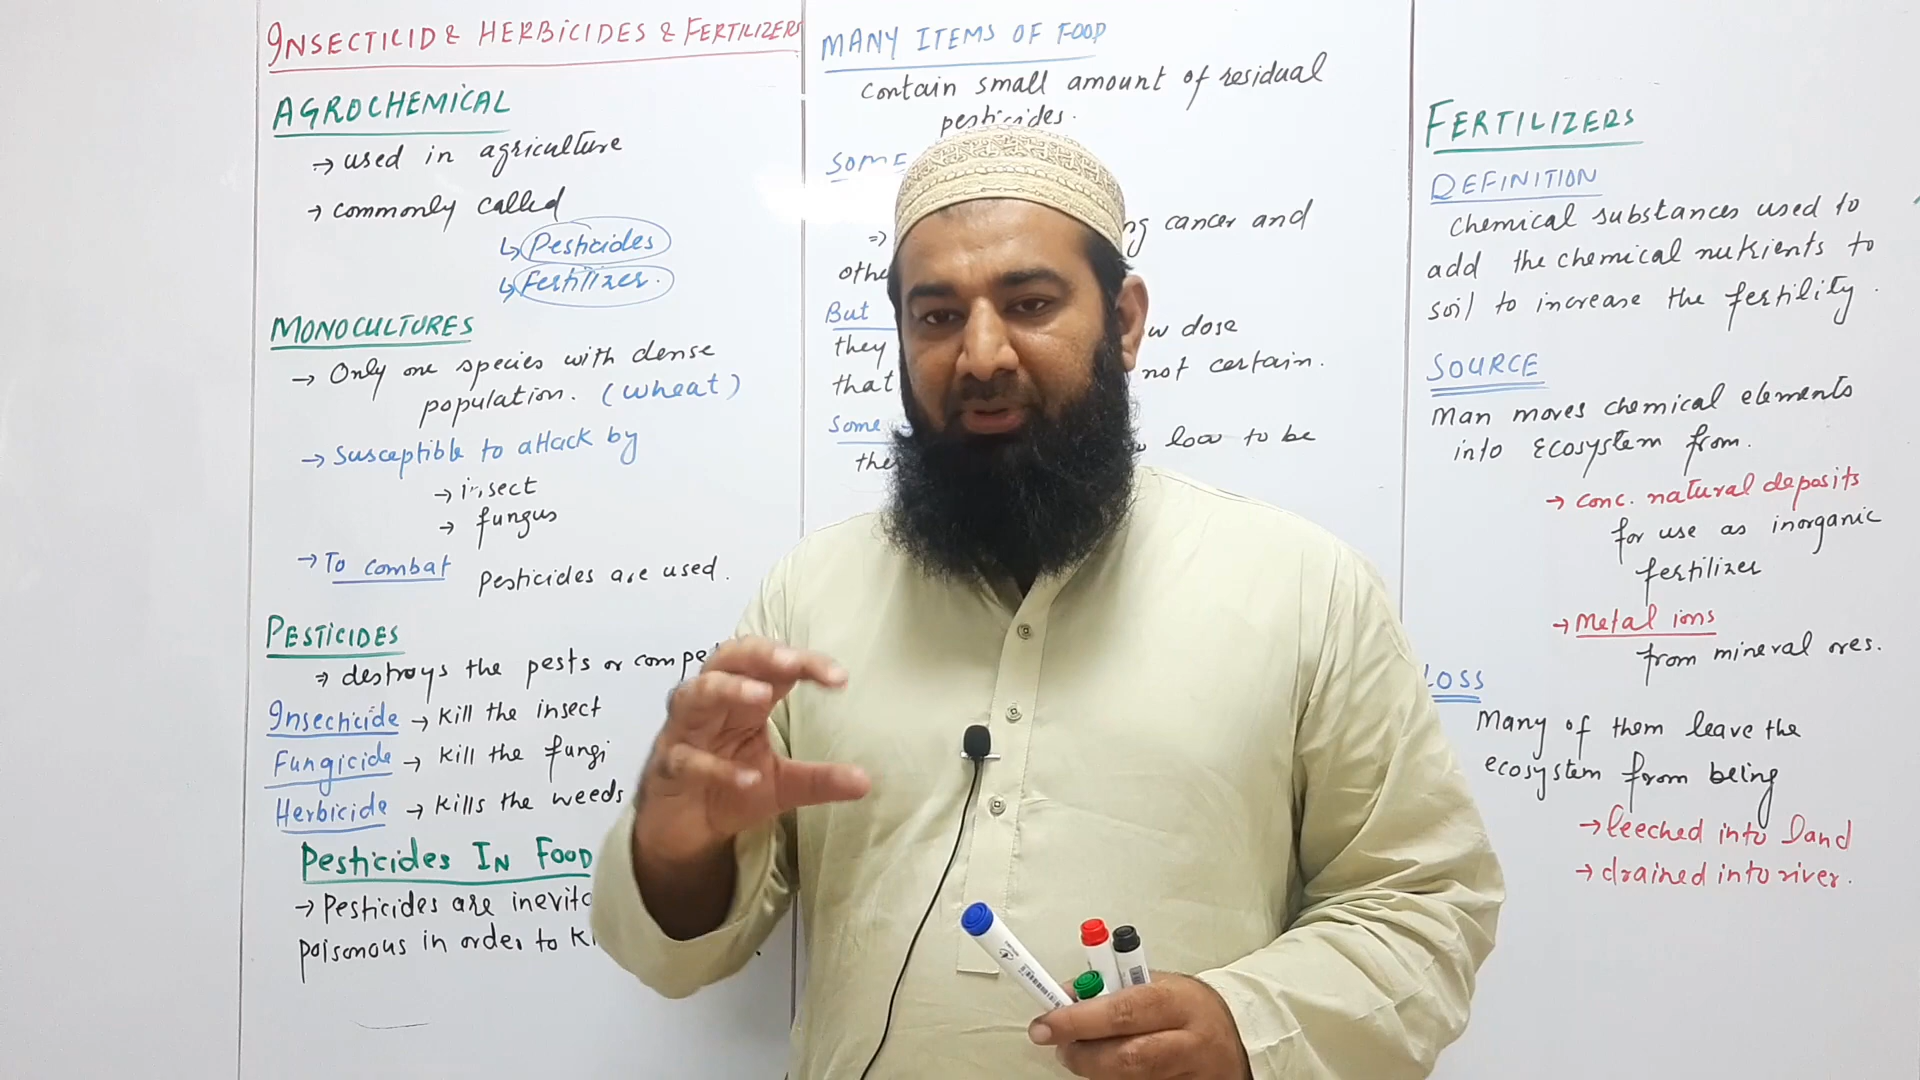 INSECTICID & HERBICIDES & FERTILIZERS
AGROCHEMICAL
→ used in agriculture
→ commonly called
↳ Pesticides
↳ Fertilizer.
MONOCULTURES
→ Only one species with dense
population. (wheat)
→ Susceptible to attack by
→ insect
→ fungus
→ To combat pesticides are used.
PESTICIDES
⇒ destroys the pests or
Insecticide → kill the insect
Fungicide → kill the fungi
Herbicide → kills the weeds
Pesticides IN FOOD
→ Pesticides are
poisonous in order to
MANY ITEMS OF FOOD
contain small amount of residual
pesticides.
SOME
⇒ cancer and
But dose
they not certain.
that
Some low to be
FERTILIZERS
DEFINITION
Chemical substances used to
add the chemical nutrients to
soil to increase the fertility.
SOURCE
Man moves chemical elements
into Ecosystem from.
→ conc. natural deposits
for use as inorganic
fertilizer
→ Metal ions
from mineral ores.
LOSS
Many of them leave the
ecosystem from being
→ leeched into land
→ drained into river.